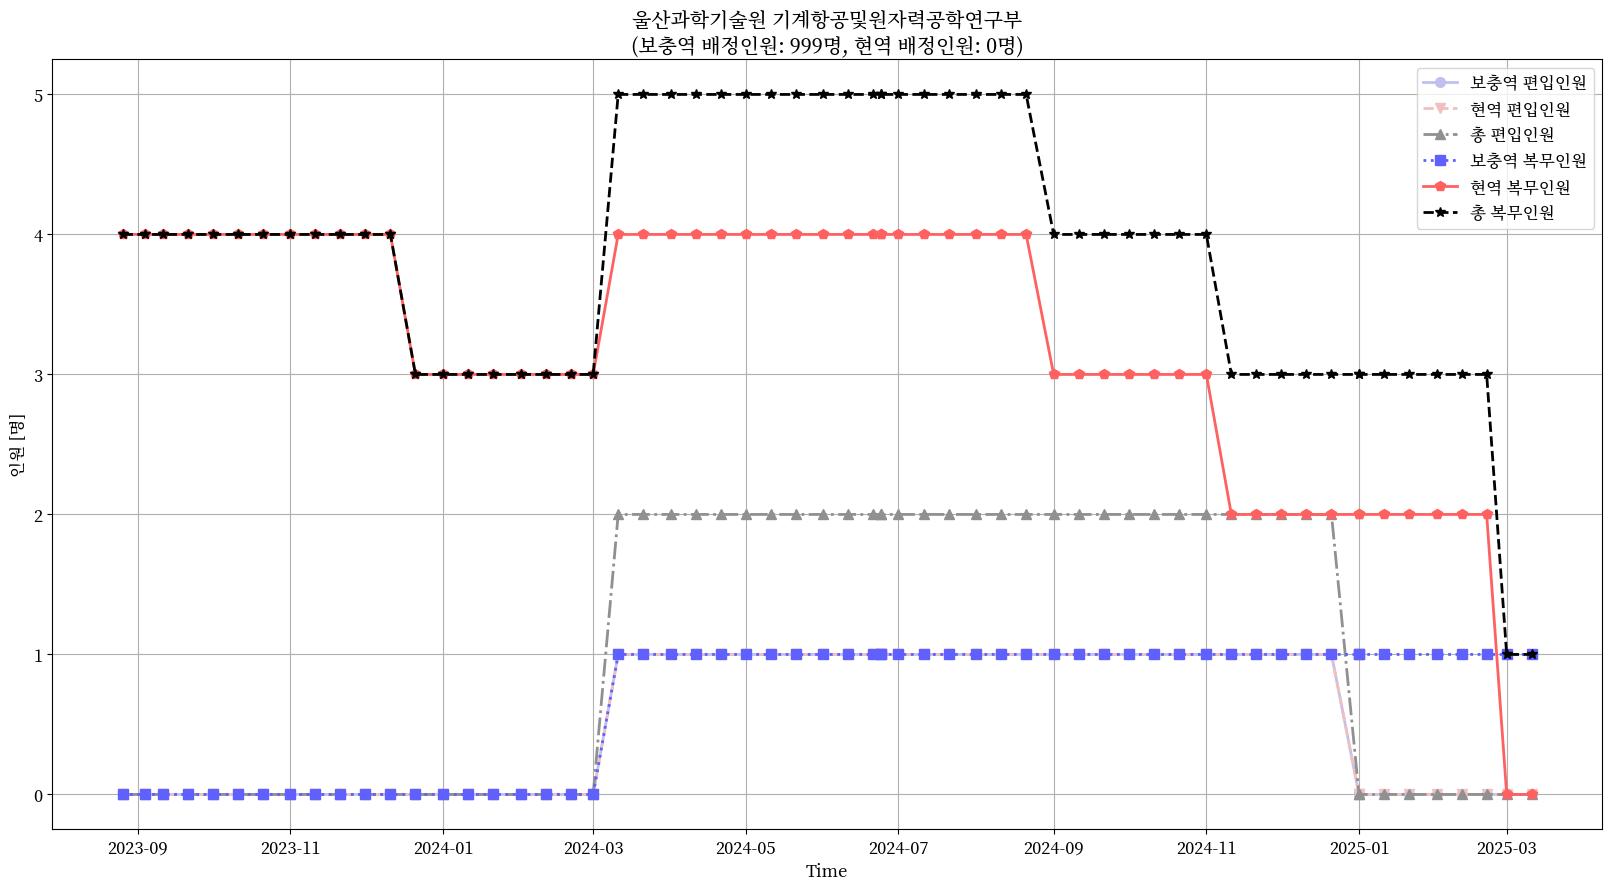 울산과학기술원 기계항공및원자력공학연구부
(보충역 배정인원: 999명, 현역 배정인원: 0명)
보충역 편입인원
현역 편입인원
총 편입인원
보충역 복무인원
현역 복무인원
총 복무인원
5
4
3
2
1
0
인원 [명]
2023-09 2023-11 2024-01 2024-03 2024-05 2024-07 2024-09 2024-11 2025-01 2025-03
Time